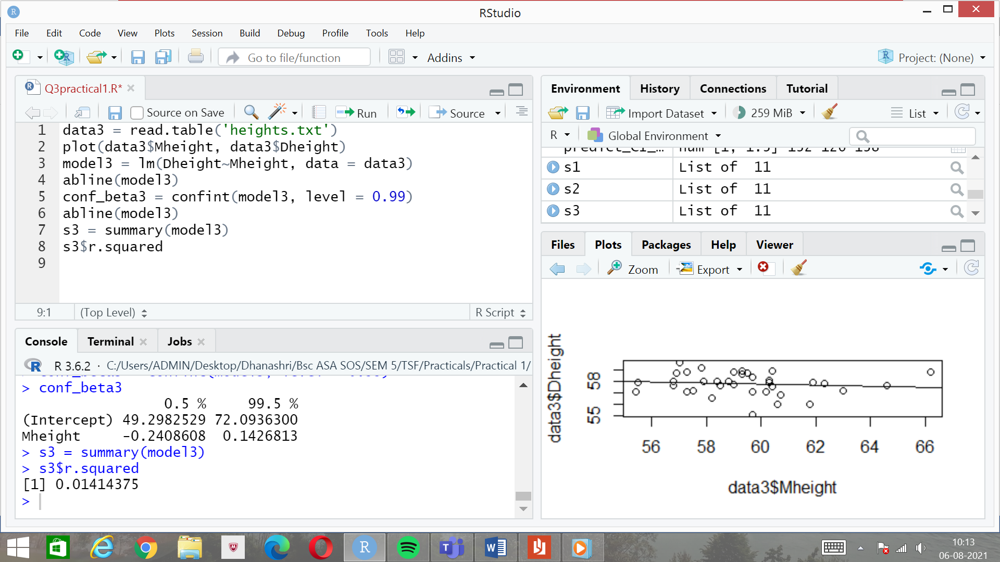 RStudio
File Edit Code View Plots Session Build Debug Profile Tools Help
Go to file/function Addins Project: (None)
Q3practical1.R*
Source on Save Run Source
1 data3 = read.table('heights.txt')
2 plot(data3$Mheight, data3$Dheight)
3 model3 = lm(Dheight~Mheight, data = data3)
4 abline(model3)
5 conf_beta3 = confint(model3, level = 0.99)
6 abline(model3)
7 s3 = summary(model3)
8 s3$r.squared
9
9:1 (Top Level) R Script
Console Terminal Jobs
R 3.6.2 · C:/Users/ADMIN/Desktop/Dhanashri/Bsc ASA SOS/SEM 5/TSF/Practicals/Practical 1/
> conf_beta3
0.5 % 99.5 %
(Intercept) 49.2982529 72.0936300
Mheight -0.2408608 0.1426813
> s3 = summary(model3)
> s3$r.squared
[1] 0.01414375
>
Environment History Connections Tutorial
Import Dataset 259 MiB List
R Global Environment
s1 List of 11
s2 List of 11
s3 List of 11
Files Plots Packages Help Viewer
Zoom Export
data3$Dheight
58
55
56 58 60 62 64 66
data3$Mheight
10:13
06-08-2021